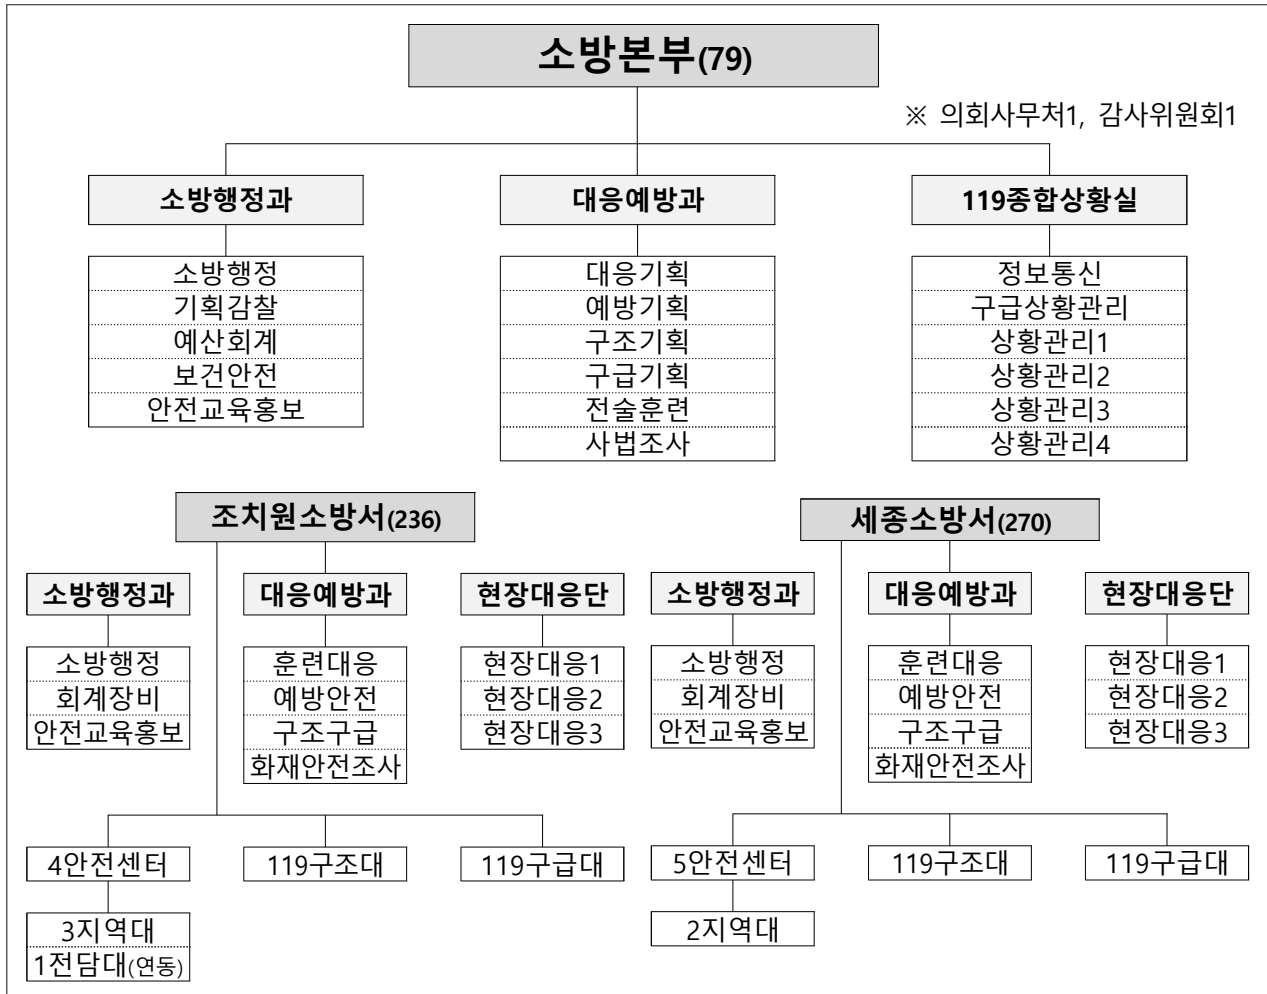 소방본부(79)
※ 의회사무처1, 감사위원회1
소방행정과
소방행정
기획감찰
예산회계
보건안전
안전교육홍보
대응예방과
대응기획
예방기획
구조기획
구급기획
전술훈련
사법조사
119종합상황실
정보통신
구급상황관리
상황관리1
상황관리2
상황관리3
상황관리4
조치원소방서(236)
소방행정과
소방행정
회계장비
안전교육홍보
대응예방과
훈련대응
예방안전
구조구급
화재안전조사
현장대응단
현장대응1
현장대응2
현장대응3
4안전센터
3지역대
1전담대(연동)
119구조대
119구급대
세종소방서(270)
소방행정과
소방행정
회계장비
안전교육홍보
대응예방과
훈련대응
예방안전
구조구급
화재안전조사
현장대응단
현장대응1
현장대응2
현장대응3
5안전센터
2지역대
119구조대
119구급대